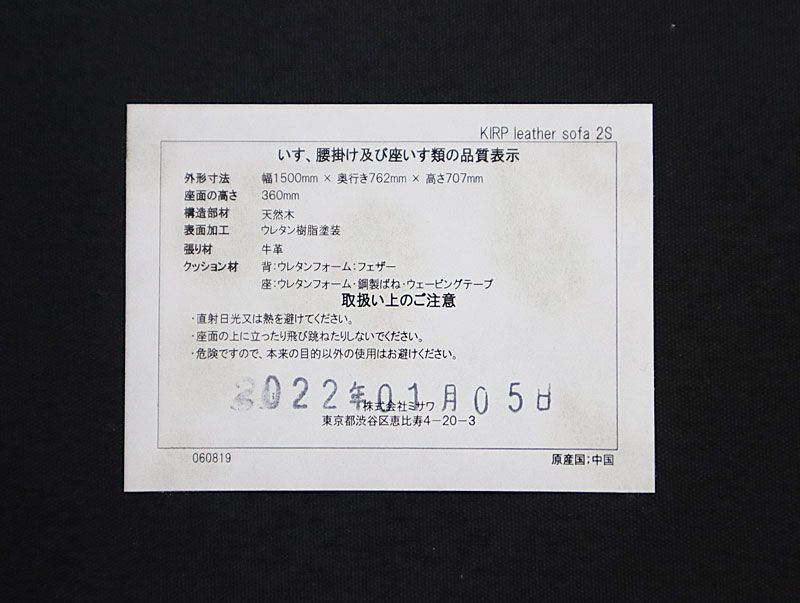 KIRP leather sofa 2S
いす、腰掛け及び座いす類の品質表示
外形寸法 幅1500mm × 奥行き762mm × 高さ707mm
座面の高さ 360mm
構造部材 天然木
表面加工 ウレタン樹脂塗装
張り材 牛革
クッション材 背:ウレタンフォーム:フェザー
座:ウレタンフォーム・鋼製ばね・ウェービングテープ
取扱い上のご注意
・直射日光又は熱を避けてください。
・座面の上に立ったり飛び跳ねたりしないでください。
・危険ですので、本来の目的以外の使用はお避けください。
2022年01月05日
株式会社ミサワ
東京都渋谷区恵比寿4-20-3
060819 原産国;中国